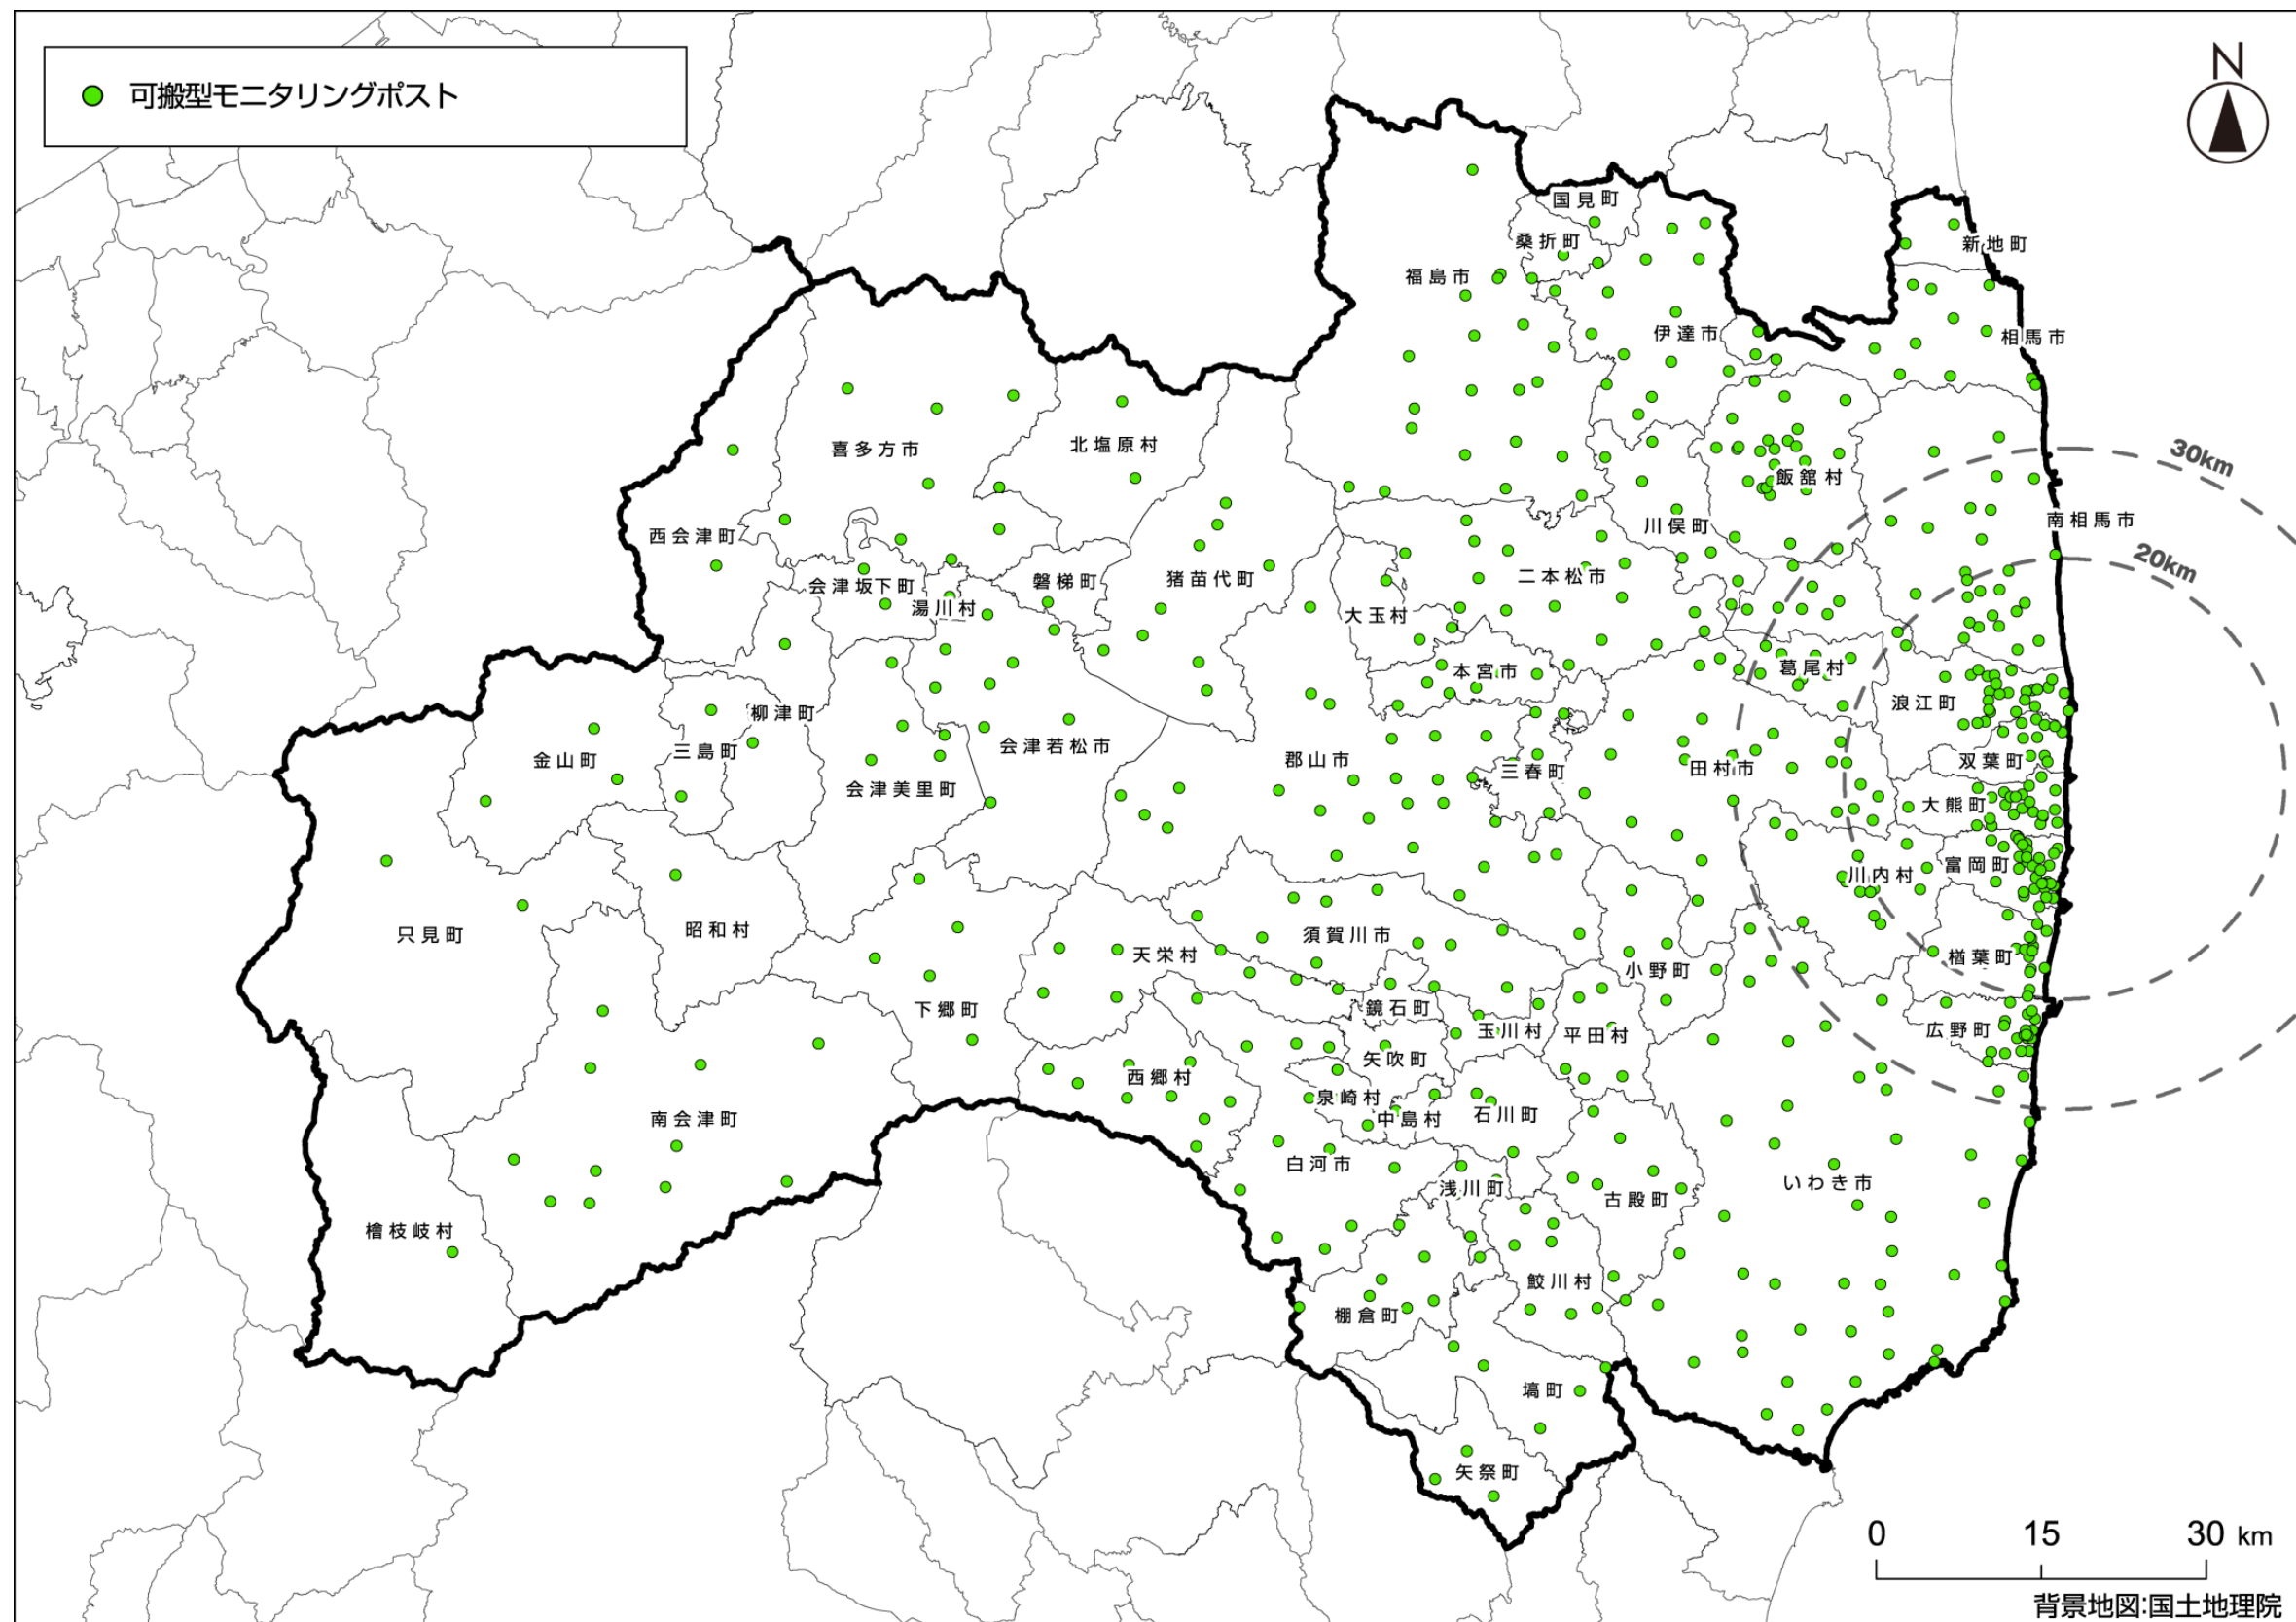 可搬型モニタリングポスト
N
国見町
桑折町
新地町
福島市
伊達市
相馬市
喜多方市
北塩原村
30km
飯舘村
西会津町
川俣町
南相馬市
会津坂下町
磐梯町
猪苗代町
二本松市
20km
湯川村
大玉村
本宮市
葛尾村
柳津町
浪江町
金山町
三島町
会津若松市
郡山市
三春町
田村市
双葉町
会津美里町
大熊町
川内村
富岡町
只見町
昭和村
須賀川市
天栄村
小野町
楢葉町
下郷町
鏡石町
玉川村
平田村
広野町
矢吹町
西郷村
泉崎村
中島村
石川町
南会津町
白河市
浅川町
古殿町
いわき市
檜枝岐村
鮫川村
棚倉町
塙町
矢祭町
0 15 30 km
背景地図:国土地理院